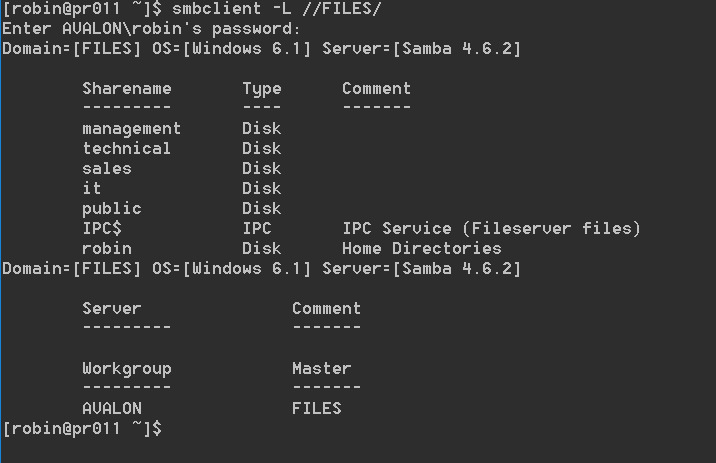 [robin@pr011 ~]$ smbclient -L //FILES/
Enter AVALON\robin's password:
Domain=[FILES] OS=[Windows 6.1] Server=[Samba 4.6.2]
Sharename Type Comment
--------- ---- -------
management Disk
technical Disk
sales Disk
it Disk
public Disk
IPC$ IPC IPC Service (Fileserver files)
robin Disk Home Directories
Domain=[FILES] OS=[Windows 6.1] Server=[Samba 4.6.2]
Server Comment
--------- -------
Workgroup Master
--------- -------
AVALON FILES
[robin@pr011 ~]$